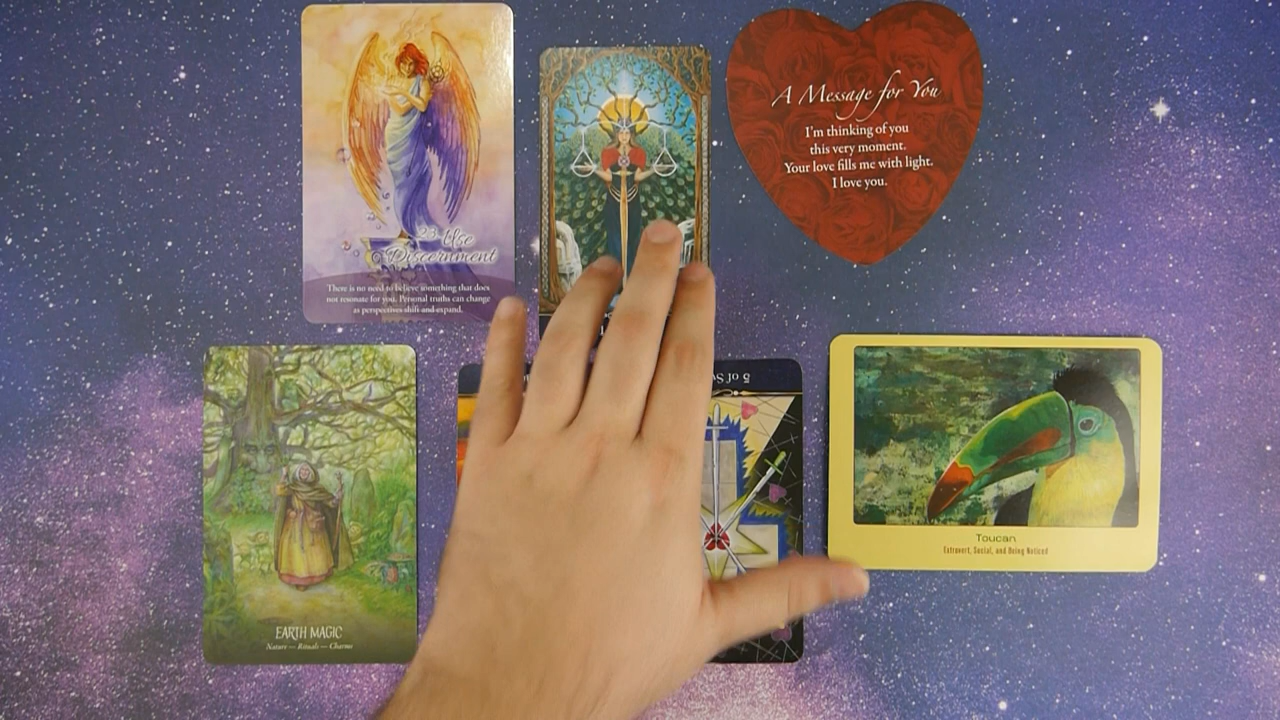 23 Use
Discernment
There is no need to believe something that does
not resonate for you. Personal truths can change
as perspectives shift and expand.
A Message for You
I'm thinking of you
this very moment.
Your love fills me with light.
I love you.
EARTH MAGIC
Nature — Rituals — Charms
5 of
Toucan
Extrovert, Social, and Being Noticed